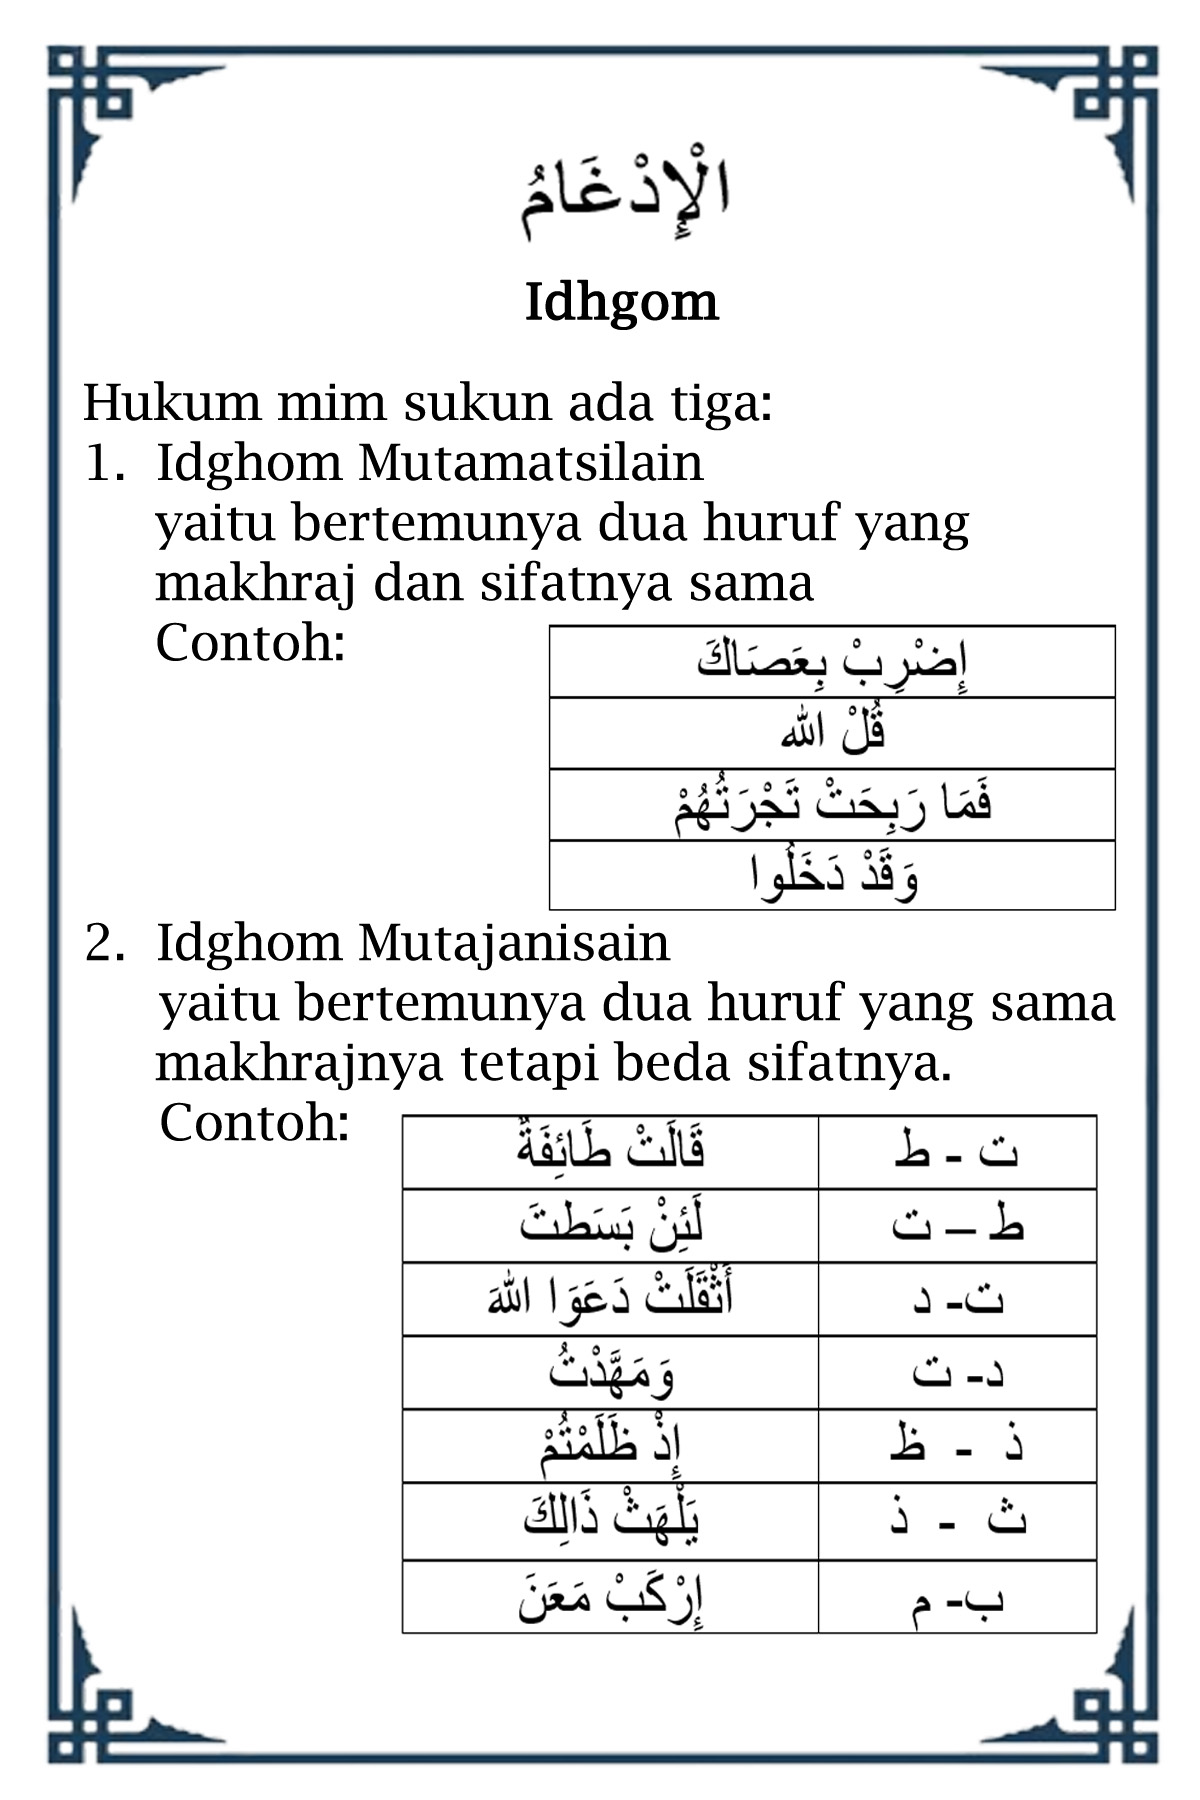 الْإِدْغَامُ
Idhgom
Hukum mim sukun ada tiga:
1. Idghom Mutamatsilain
yaitu bertemunya dua huruf yang
makhraj dan sifatnya sama
Contoh:
إِضْرِبْ بِعَصَاكَ
قُلْ الله
فَمَا رَبِحَتْ تَجْرَتُهُمْ
وَقَدْ دَخَلُوا
2. Idghom Mutajanisain
yaitu bertemunya dua huruf yang sama
makhrajnya tetapi beda sifatnya.
Contoh:
ت - ط قَالَتْ طَائِفَةٌ
ط – ت لَئِنْ بَسَطتَ
ت- د أَثْقَلَتْ دَعَوَا اللهَ
د- ت وَمَهَّدْتُ
ذ - ظ إِذْ ظَلَمْتُمْ
ث - ذ يَلْهَثْ ذَالِكَ
ب- م إِرْكَبْ مَعَنَ